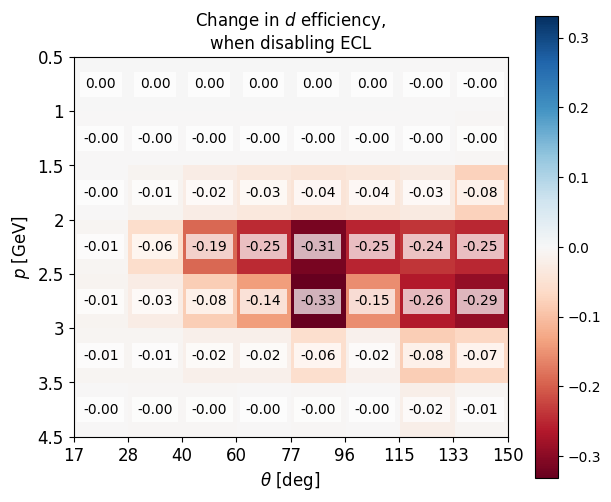 Change in d efficiency,
when disabling ECL
0.5
0.00 0.00 0.00 0.00 0.00 0.00 -0.00 -0.00
1
-0.00 -0.00 -0.00 -0.00 -0.00 -0.00 -0.00 -0.00
1.5
-0.00 -0.01 -0.02 -0.03 -0.04 -0.04 -0.03 -0.08
2
-0.01 -0.06 -0.19 -0.25 -0.31 -0.25 -0.24 -0.25
2.5
-0.01 -0.03 -0.08 -0.14 -0.33 -0.15 -0.26 -0.29
3
-0.01 -0.01 -0.02 -0.02 -0.06 -0.02 -0.08 -0.07
3.5
-0.00 -0.00 -0.00 -0.00 -0.00 -0.00 -0.02 -0.01
4.5
p [GeV]
17 28 40 60 77 96 115 133 150
θ [deg]
0.3
0.2
0.1
0.0
−0.1
−0.2
−0.3